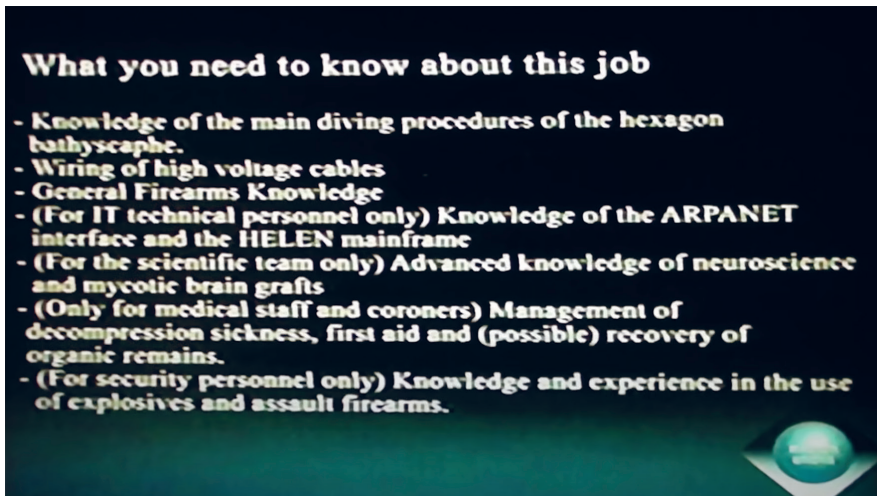 What you need to know about this job
- Knowledge of the main diving procedures of the hexagon
bathyscaphe.
- Wiring of high voltage cables
- General Firearms Knowledge
- (For IT technical personnel only) Knowledge of the ARPANET
interface and the HELEN mainframe
- (For the scientific team only) Advanced knowledge of neuroscience
and mycotic brain grafts
- (Only for medical staff and coroners) Management of
decompression sickness, first aid and (possible) recovery of
organic remains.
- (For security personnel only) Knowledge and experience in the use
of explosives and assault firearms.